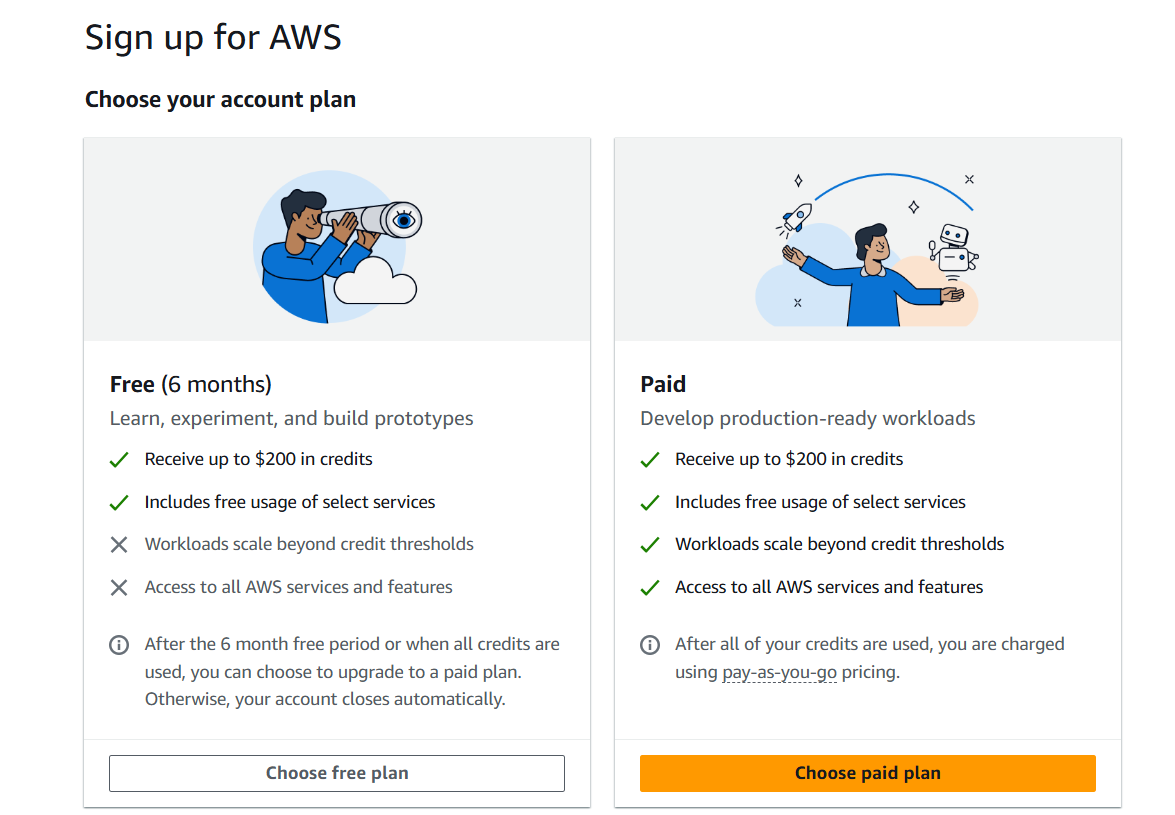 Sign up for AWS
Choose your account plan
Free (6 months)
Learn, experiment, and build prototypes
Receive up to $200 in credits
Includes free usage of select services
Workloads scale beyond credit thresholds
Access to all AWS services and features
After the 6 month free period or when all credits are
used, you can choose to upgrade to a paid plan.
Otherwise, your account closes automatically.
Choose free plan
Paid
Develop production-ready workloads
Receive up to $200 in credits
Includes free usage of select services
Workloads scale beyond credit thresholds
Access to all AWS services and features
After all of your credits are used, you are charged
using pay-as-you-go pricing.
Choose paid plan